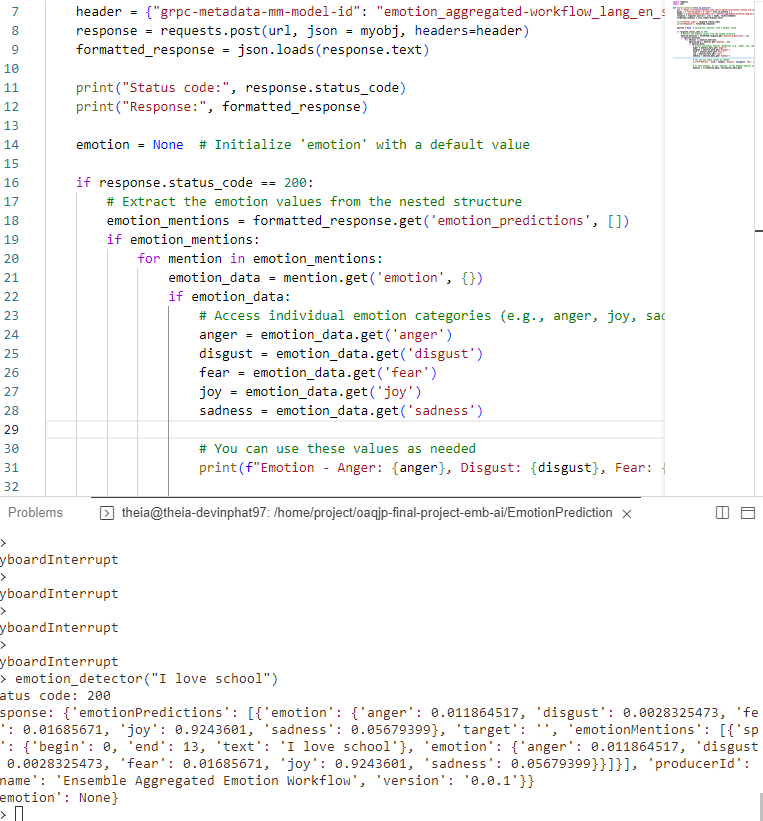 7 header = {"grpc-metadata-mm-model-id": "emotion_aggregated-workflow_lang_en_s
8 response = requests.post(url, json = myobj, headers=header)
9 formatted_response = json.loads(response.text)
10
11 print("Status code:", response.status_code)
12 print("Response:", formatted_response)
13
14 emotion = None # Initialize 'emotion' with a default value
15
16 if response.status_code == 200:
17 # Extract the emotion values from the nested structure
18 emotion_mentions = formatted_response.get('emotion_predictions', [])
19 if emotion_mentions:
20 for mention in emotion_mentions:
21 emotion_data = mention.get('emotion', {})
22 if emotion_data:
23 # Access individual emotion categories (e.g., anger, joy, sad
24 anger = emotion_data.get('anger')
25 disgust = emotion_data.get('disgust')
26 fear = emotion_data.get('fear')
27 joy = emotion_data.get('joy')
28 sadness = emotion_data.get('sadness')
29
30 # You can use these values as needed
31 print(f"Emotion - Anger: {anger}, Disgust: {disgust}, Fear: {
32
Problems theia@theia-devinphat97: /home/project/oaqjp-final-project-emb-ai/EmotionPrediction
>
yboardInterrupt
>
yboardInterrupt
>
yboardInterrupt
>
yboardInterrupt
> emotion_detector("I love school")
atus code: 200
sponse: {'emotionPredictions': [{'emotion': {'anger': 0.011864517, 'disgust': 0.0028325473, 'fe
': 0.01685671, 'joy': 0.9243601, 'sadness': 0.05679399}, 'target': '', 'emotionMentions': [{'sp
': {'begin': 0, 'end': 13, 'text': 'I love school'}, 'emotion': {'anger': 0.011864517, 'disgust
0.0028325473, 'fear': 0.01685671, 'joy': 0.9243601, 'sadness': 0.05679399}}]}], 'producerId':
name': 'Ensemble Aggregated Emotion Workflow', 'version': '0.0.1'}}
emotion': None}
>